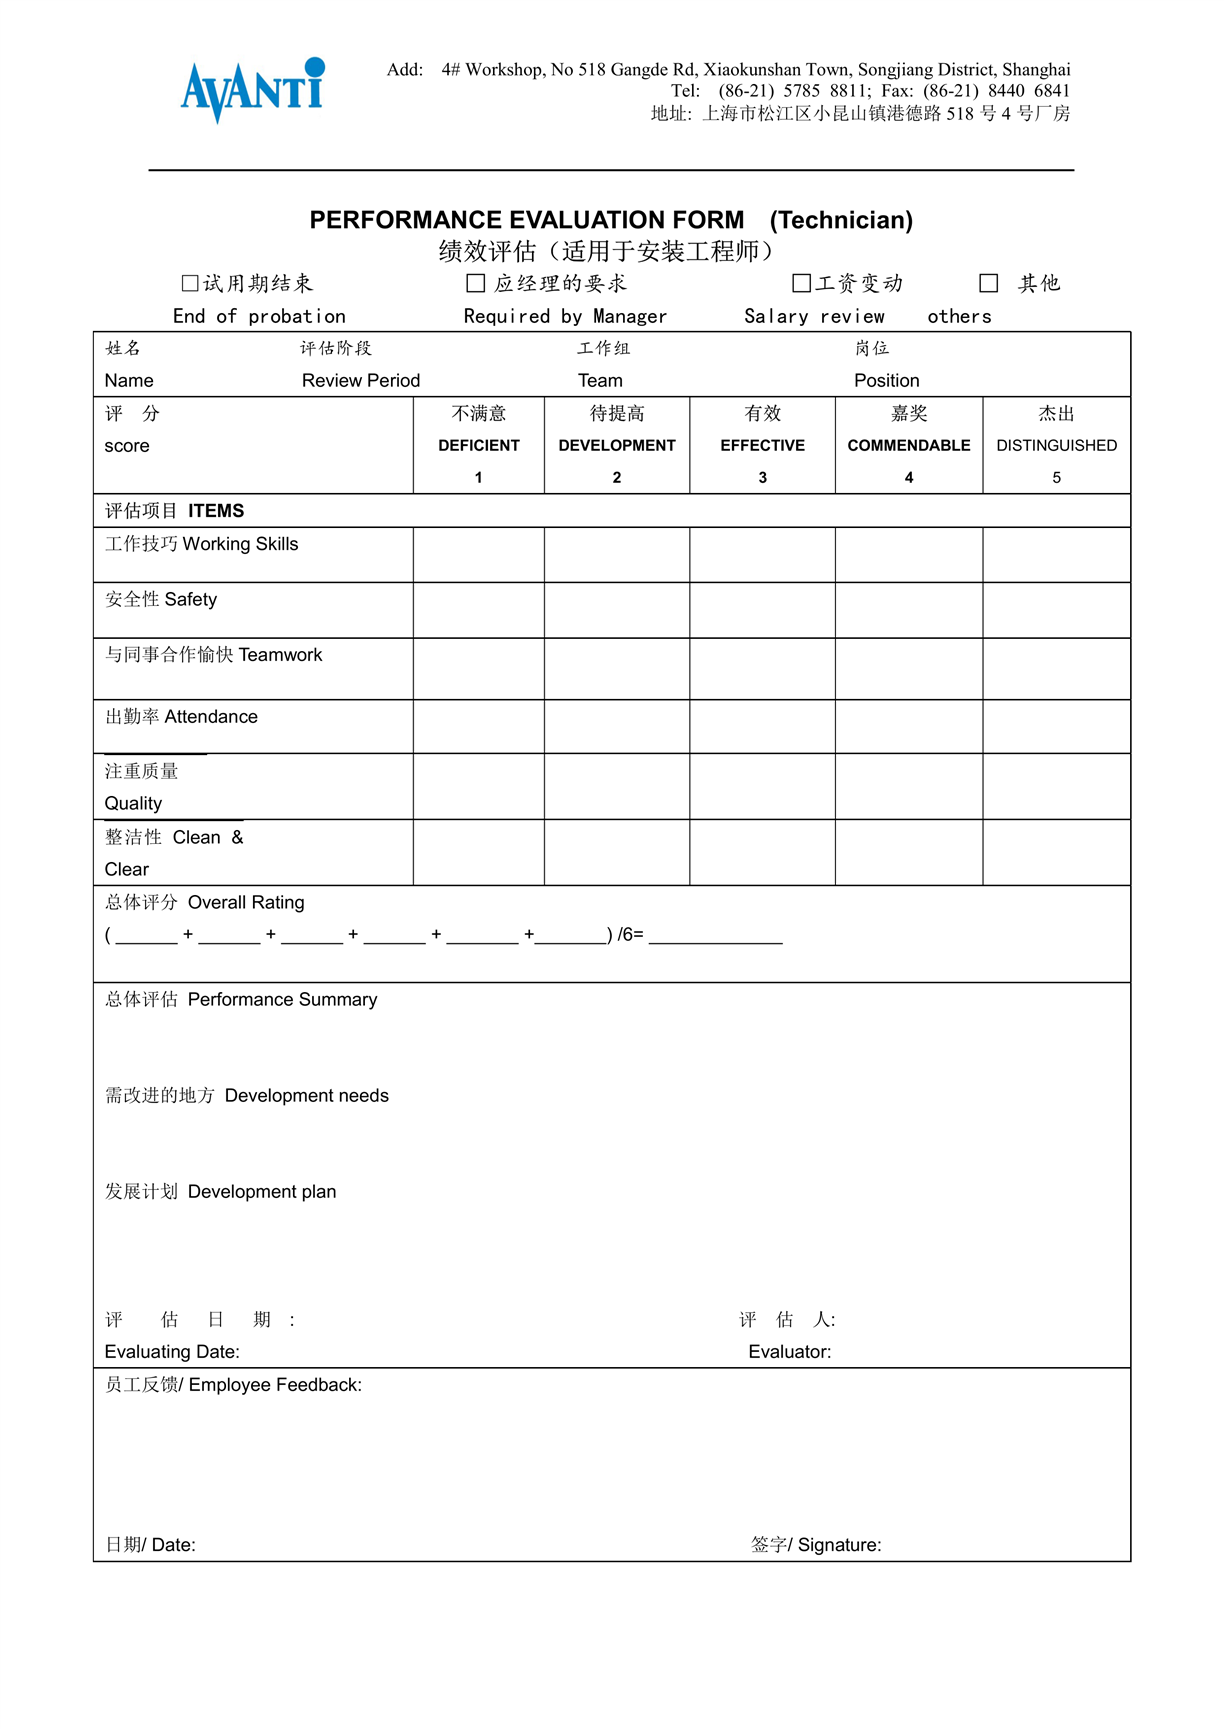 AVANTi
Add: 4# Workshop, No 518 Gangde Rd, Xiaokunshan Town, Songjiang District, Shanghai
Tel: (86-21) 5785 8811; Fax: (86-21) 8440 6841
地址: 上海市松江区小昆山镇港德路 518 号 4 号厂房
PERFORMANCE EVALUATION FORM (Technician)
绩效评估（适用于安装工程师）
□试用期结束 □ 应经理的要求 □工资变动 □ 其他
End of probation Required by Manager Salary review others
姓名 评估阶段 工作组 岗位
Name Review Period Team Position
评 分 不满意 待提高 有效 嘉奖 杰出
score DEFICIENT DEVELOPMENT EFFECTIVE COMMENDABLE DISTINGUISHED
1 2 3 4 5
评估项目 ITEMS
工作技巧 Working Skills
安全性 Safety
与同事合作愉快 Teamwork
出勤率 Attendance
注重质量
Quality
整洁性 Clean &
Clear
总体评分 Overall Rating
( ______ + ______ + ______ + ______ + _______ +_______) /6= _____________
总体评估 Performance Summary
需改进的地方 Development needs
发展计划 Development plan
评 估 日 期 : 评 估 人:
Evaluating Date: Evaluator:
员工反馈/ Employee Feedback:
日期/ Date: 签字/ Signature: